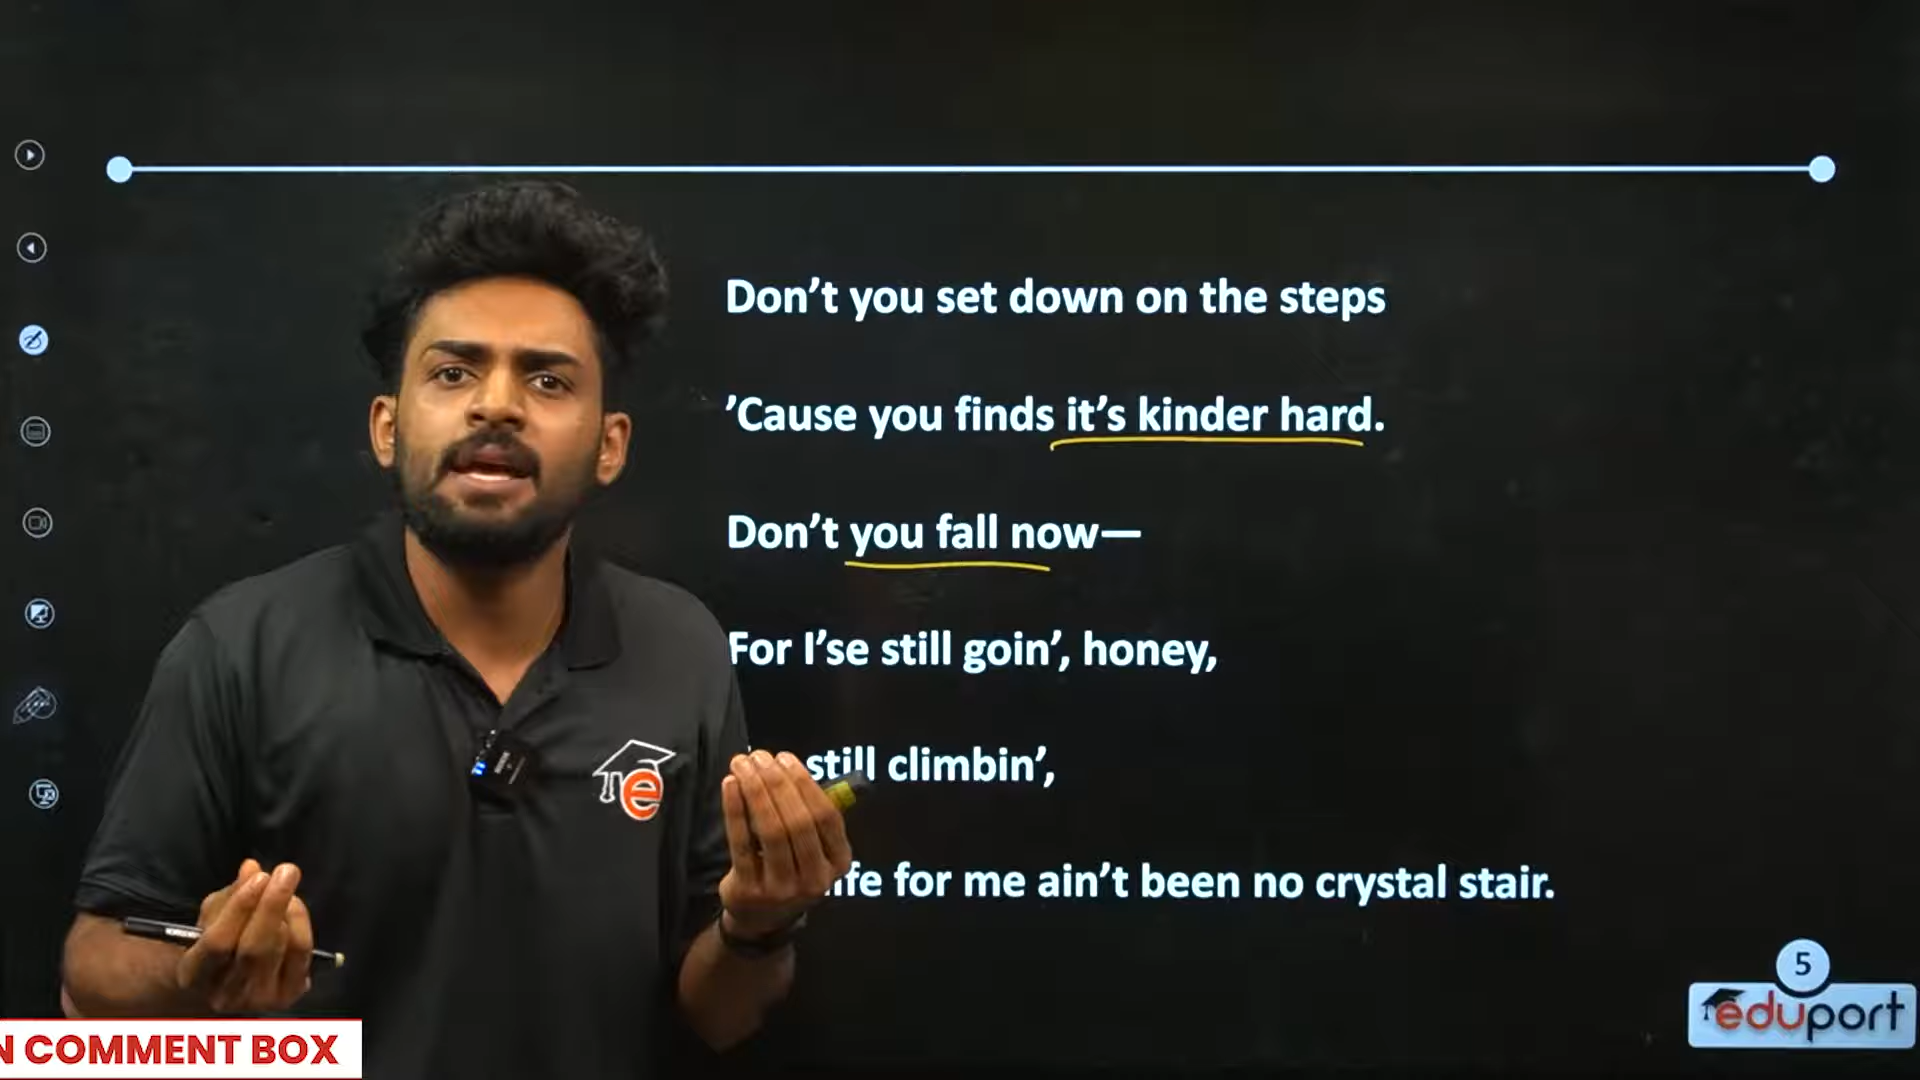 Don’t you set down on the steps
’Cause you finds it’s kinder hard.
Don’t you fall now—
For I’se still goin’, honey,
still climbin’,
for me ain’t been no crystal stair.
5
eduport
e
COMMENT BOX